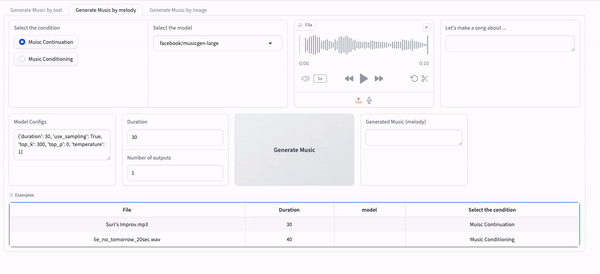 Generate Music by text
Generate Music by melody
Generate Music by image
Select the condition
Muisc Continuation
Music Conditioning
Select the model
facebook/musicgen-large
File
0:00
0:10
1x
Let's make a song about ...
Model Configs
{'duration': 30, 'use_sampling': True,
'top_k': 300, 'top_p': 0, 'temperature':
1}
Duration
30
Number of outputs
1
Generate Music
Generated Music (melody)
Examples
File Duration model Select the condition
Suri's Improv.mp3 30 Muisc Continuation
lie_no_tomorrow_20sec.wav 40 Music Conditioning